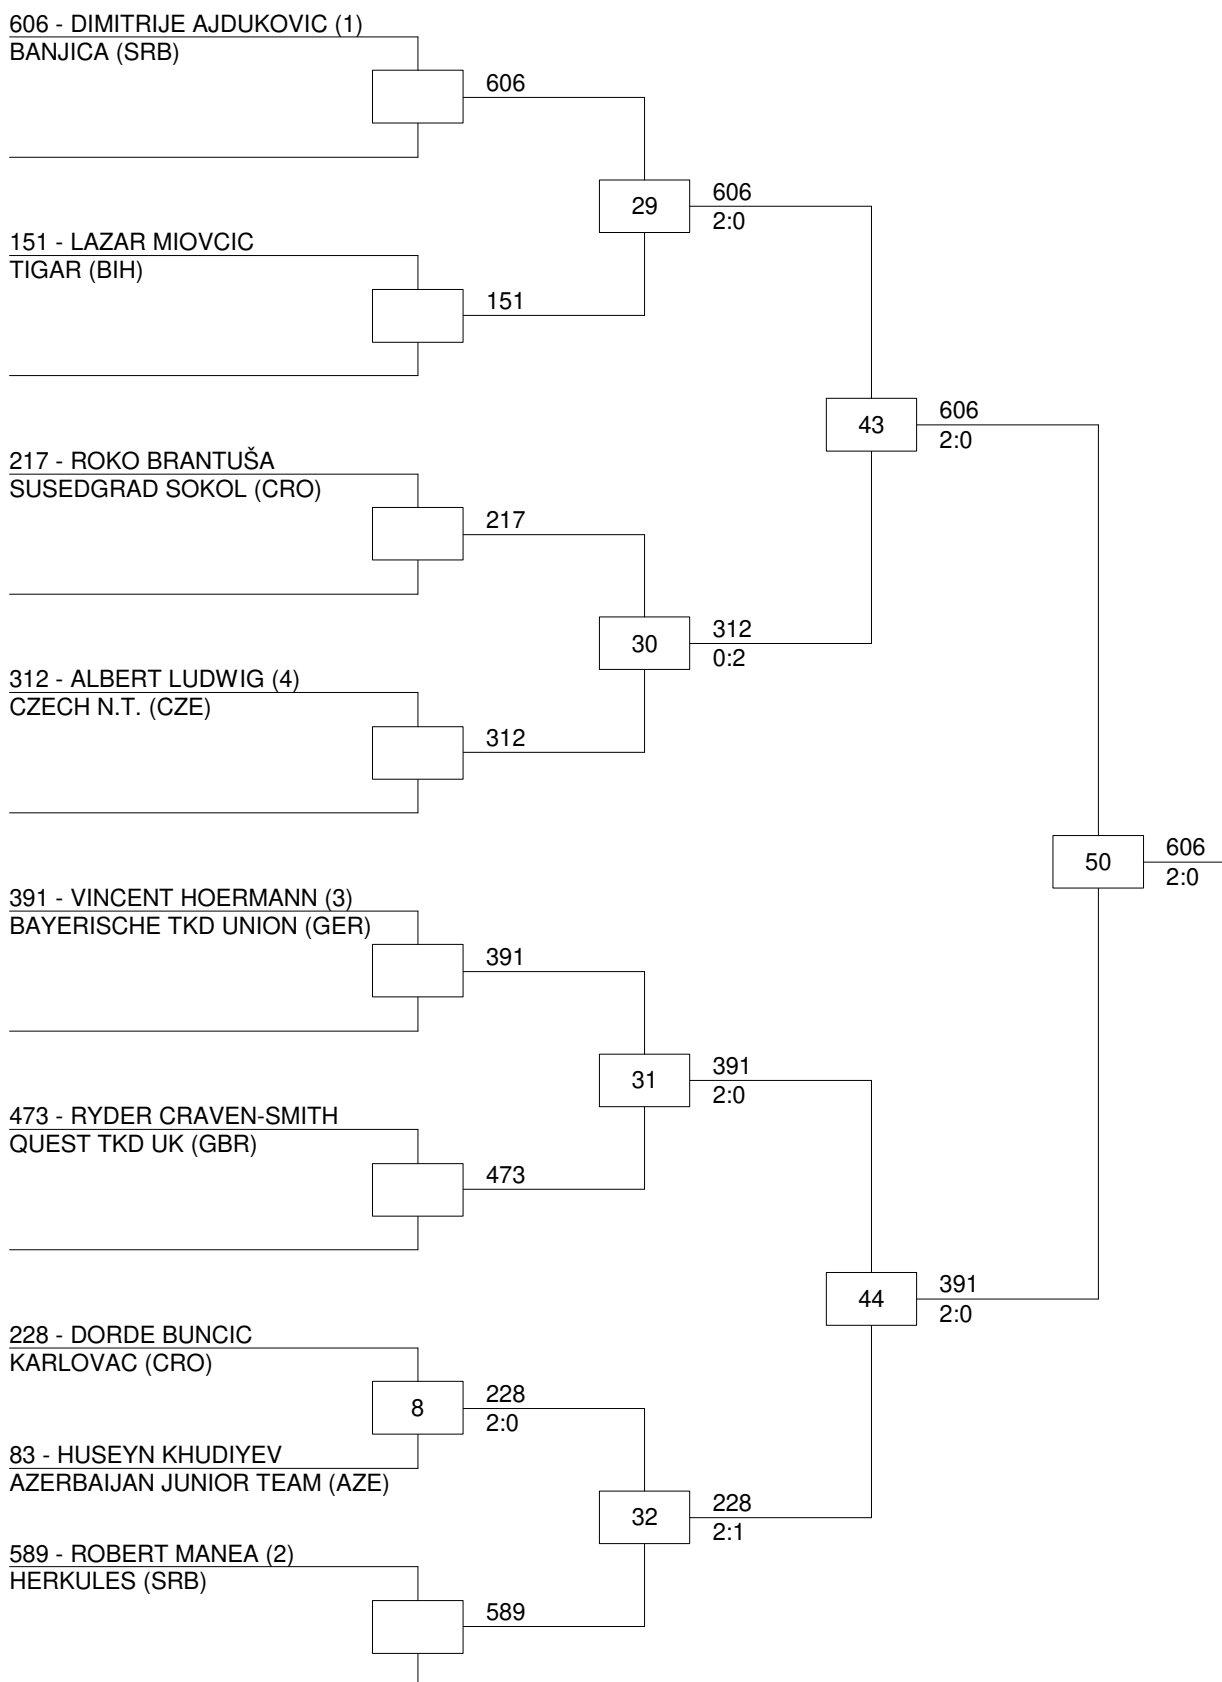 606 - DIMITRIJE AJDUKOVIC (1)
BANJICA (SRB)
606
29
606
2:0
151 - LAZAR MIOVCIC
TIGAR (BIH)
151
43
606
2:0
217 - ROKO BRANTUŠA
SUSEDGRAD SOKOL (CRO)
217
30
312
0:2
312 - ALBERT LUDWIG (4)
CZECH N.T. (CZE)
312
50
606
2:0
391 - VINCENT HOERMANN (3)
BAYERISCHE TKD UNION (GER)
391
31
391
2:0
473 - RYDER CRAVEN-SMITH
QUEST TKD UK (GBR)
473
44
391
2:0
228 - DORDE BUNCIC
KARLOVAC (CRO)
8
228
2:0
83 - HUSEYN KHUDIYEV
AZERBAIJAN JUNIOR TEAM (AZE)
32
228
2:1
589 - ROBERT MANEA (2)
HERKULES (SRB)
589